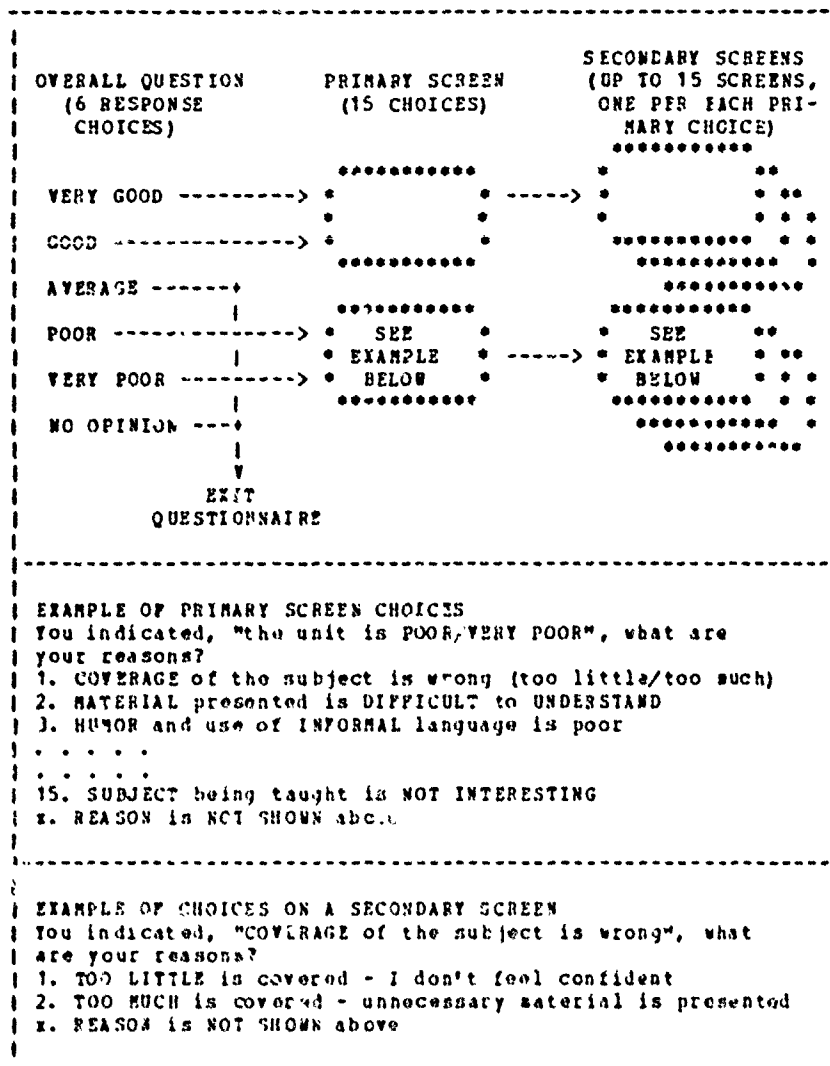 SECONDARY SCREENS
OVERALL QUESTION PRIMARY SCREEN (UP TO 15 SCREENS,
(6 RESPONSE (15 CHOICES) ONE PER EACH PRI-
CHOICES) MARY CHOICE)
VERY GOOD
GOOD
AVERAGE
POOR SEE SEE
EXAMPLE EXAMPLE
VERY POOR BELOW BELOW
NO OPINION
EXIT
QUESTIONNAIRE
EXAMPLE OF PRIMARY SCREEN CHOICES
You indicated, "the unit is POOR/VERY POOR", what are
your reasons?
1. COVERAGE of the subject is wrong (too little/too much)
2. MATERIAL presented is DIFFICULT to UNDERSTAND
3. HUMOR and use of INFORMAL language is poor
. . . . .
. . . . .
15. SUBJECT being taught is NOT INTERESTING
x. REASON is NOT SHOWN above
EXAMPLE OF CHOICES ON A SECONDARY SCREEN
You indicated, "COVERAGE of the subject is wrong", what
are your reasons?
1. TOO LITTLE is covered - I don't feel confident
2. TOO MUCH is covered - unnecessary material is presented
x. REASON is NOT SHOWN above